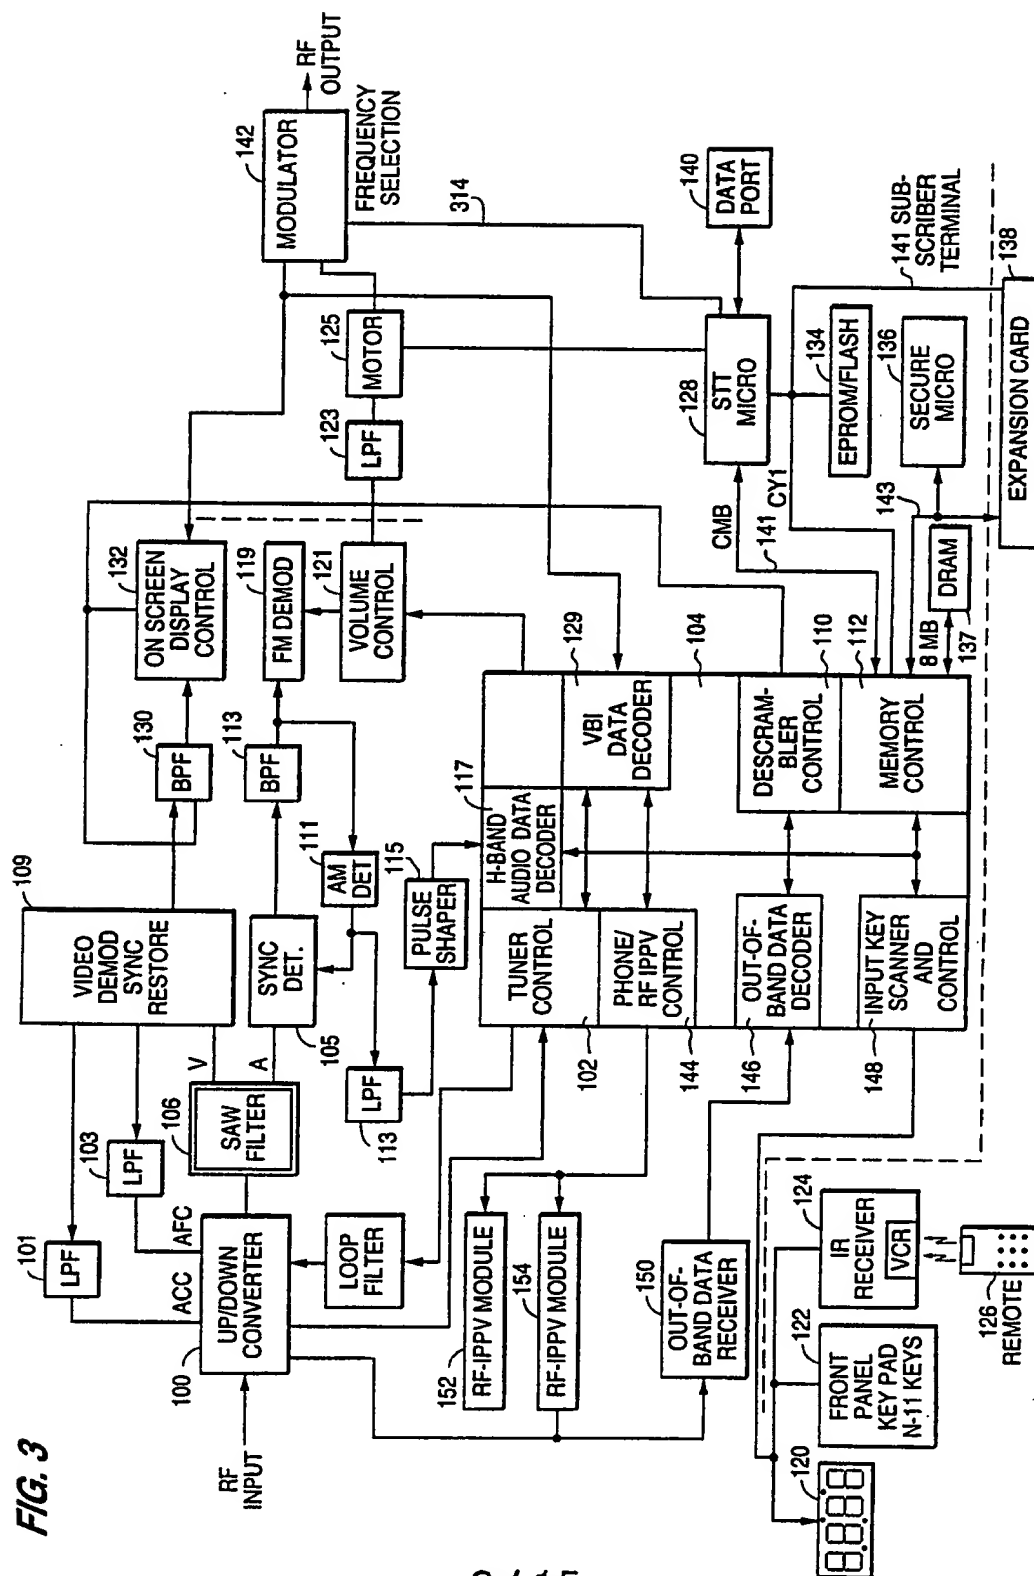 FIG. 3
RF
INPUT
100
UP/DOWN
CONVERTER
ACC
AFC
101
LPF
103
LPF
106
SAW
FILTER
V
A
109
VIDEO
DEMOD
SYNC
RESTORE
105
SYNC
DET.
130
BPF
113
BPF
111
AM
DET
113
LPF
115
PULSE
SHAPER
132
ON SCREEN
DISPLAY
CONTROL
119
FM DEMOD
121
VOLUME
CONTROL
123
LPF
125
MOTOR
142
MODULATOR
RF
OUTPUT
FREQUENCY
SELECTION
314
LOOP
FILTER
152
RF-IPPV MODULE
154
RF-IPPV MODULE
150
OUT-OF-
BAND DATA
RECEIVER
TUNER
CONTROL
102
PHONE/
RF IPPV
CONTROL
144
117
H-BAND
AUDIO DATA
DECODER
129
VBI
DATA
DECODER
104
OUT-OF-
BAND DATA
DECODER
146
DESCRAM-
BLER
CONTROL
110
INPUT KEY
SCANNER
AND
CONTROL
148
MEMORY
CONTROL
112
CMB
141
CY1
128
STT
MICRO
140
DATA
PORT
134
EPROM/FLASH
136
SECURE
MICRO
143
8 MB
DRAM
137
141 SUB-
SCRIBER
TERMINAL
138
EXPANSION CARD
120
88:88
122
FRONT
PANEL
KEY PAD
N-11 KEYS
124
IR
RECEIVER
VCR
126
REMOTE